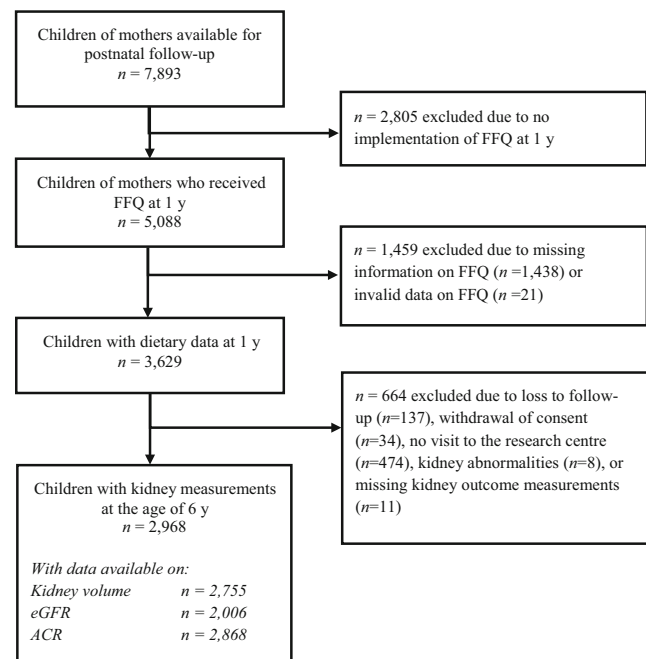 Children of mothers available for
postnatal follow-up
n = 7,893
n = 2,805 excluded due to no
implementation of FFQ at 1 y
Children of mothers who received
FFQ at 1 y
n = 5,088
n = 1,459 excluded due to missing
information on FFQ (n =1,438) or
invalid data on FFQ (n =21)
Children with dietary data at 1 y
n = 3,629
n = 664 excluded due to loss to follow-
up (n=137), withdrawal of consent
(n=34), no visit to the research centre
(n=474), kidney abnormalities (n=8), or
missing kidney outcome measurements
(n=11)
Children with kidney measurements
at the age of 6 y
n = 2,968
With data available on:
Kidney volume n = 2,755
eGFR n = 2,006
ACR n = 2,868